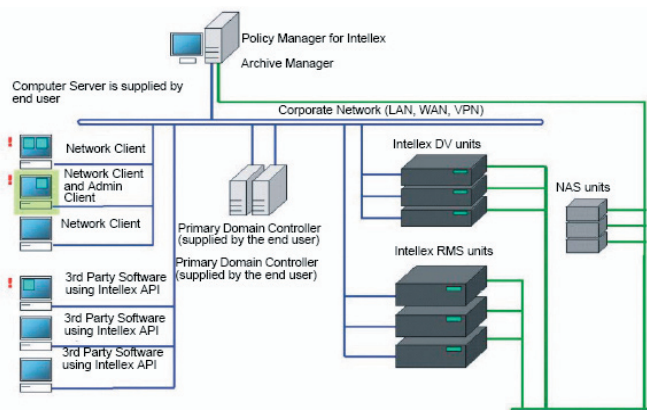 Policy Manager for Intellex
Archive Manager
Computer Server is supplied by
end user
Corporate Network (LAN, WAN, VPN)
Network Client
Network Client
and Admin
Client
Network Client
Primary Domain Controller
(supplied by the end user)
Primary Domain Controller
(supplied by the end user)
Intellex DV units
NAS units
Intellex RMS units
3rd Party Software
using Intellex API
3rd Party Software
using Intellex API
3rd Party Software
using Intellex API